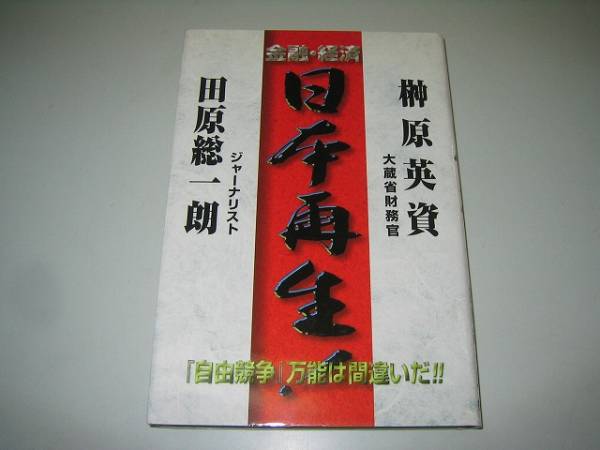 金融・経済
日本再生!
榊原英資
大蔵省財務官
田原総一朗
ジャーナリスト
『自由競争』万能は間違いだ!!